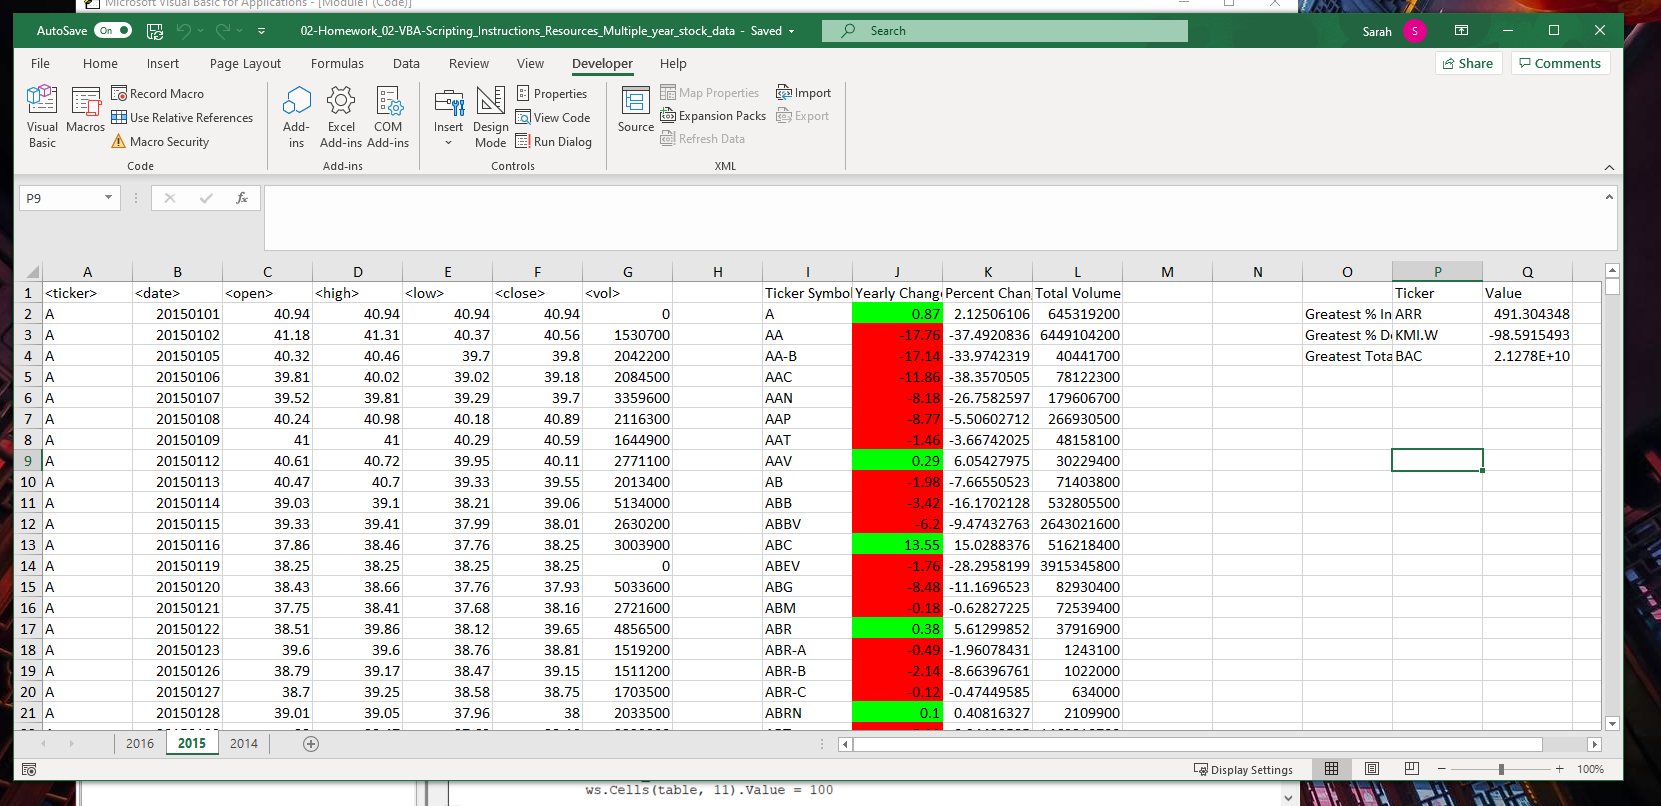 Microsoft Visual Basic for Applications - [Module1 (Code)]
AutoSave On 02-Homework_02-VBA-Scripting_Instructions_Resources_Multiple_year_stock_data - Saved Search Sarah S
File Home Insert Page Layout Formulas Data Review View Developer Help Share Comments
Visual Basic
Macros
Record Macro
Use Relative References
Macro Security
Code
Add-ins
Excel Add-ins
COM Add-ins
Add-ins
Insert
Design Mode
Properties
View Code
Run Dialog
Controls
Source
Map Properties
Expansion Packs
Refresh Data
Import
Export
XML
P9 fx
A B C D E F G H I J K L M N O P Q
1 <ticker> <date> <open> <high> <low> <close> <vol> Ticker Symbol Yearly Chang Percent Chan Total Volume Ticker Value
2 A 20150101 40.94 40.94 40.94 40.94 0 A 0.87 2.12506106 645319200 Greatest % In ARR 491.304348
3 A 20150102 41.18 41.31 40.37 40.56 1530700 AA -17.76 -37.4920836 6449104200 Greatest % De KMI.W -98.5915493
4 A 20150105 40.32 40.46 39.7 39.8 2042200 AA-B -17.14 -33.9742319 40441700 Greatest Tota BAC 2.1278E+10
5 A 20150106 39.81 40.02 39.02 39.18 2084500 AAC -11.86 -38.3570505 78122300
6 A 20150107 39.52 39.81 39.29 39.7 3359600 AAN -8.18 -26.7582597 179606700
7 A 20150108 40.24 40.98 40.18 40.89 2116300 AAP -8.77 -5.50602712 266930500
8 A 20150109 41 41 40.29 40.59 1644900 AAT -1.46 -3.66742025 48158100
9 A 20150112 40.61 40.72 39.95 40.11 2771100 AAV 0.29 6.05427975 30229400
10 A 20150113 40.47 40.7 39.33 39.55 2013400 AB -1.98 -7.66550523 71403800
11 A 20150114 39.03 39.1 38.21 39.06 5134000 ABB -3.42 -16.1702128 532805500
12 A 20150115 39.33 39.41 37.99 38.01 2630200 ABBV -6.2 -9.47432763 2643021600
13 A 20150116 37.86 38.46 37.76 38.25 3003900 ABC 13.55 15.0288376 516218400
14 A 20150119 38.25 38.25 38.25 38.25 0 ABEV -1.76 -28.2958199 3915345800
15 A 20150120 38.43 38.66 37.76 37.93 5033600 ABG -8.48 -11.1696523 82930400
16 A 20150121 37.75 38.41 37.68 38.16 2721600 ABM -0.18 -0.62827225 72539400
17 A 20150122 38.51 39.86 38.12 39.65 4856500 ABR 0.38 5.61299852 37916900
18 A 20150123 39.6 39.6 38.76 38.81 1519200 ABR-A -0.49 -1.96078431 1243100
19 A 20150126 38.79 39.17 38.47 39.15 1511200 ABR-B -2.14 -8.66396761 1022000
20 A 20150127 38.7 39.25 38.58 38.75 1703500 ABR-C -0.12 -0.47449585 634000
21 A 20150128 39.01 39.05 37.96 38 2033500 ABRN 0.1 0.40816327 2109900
2016 2015 2014
Display Settings 100%
ws.Cells(table, 11).Value = 100